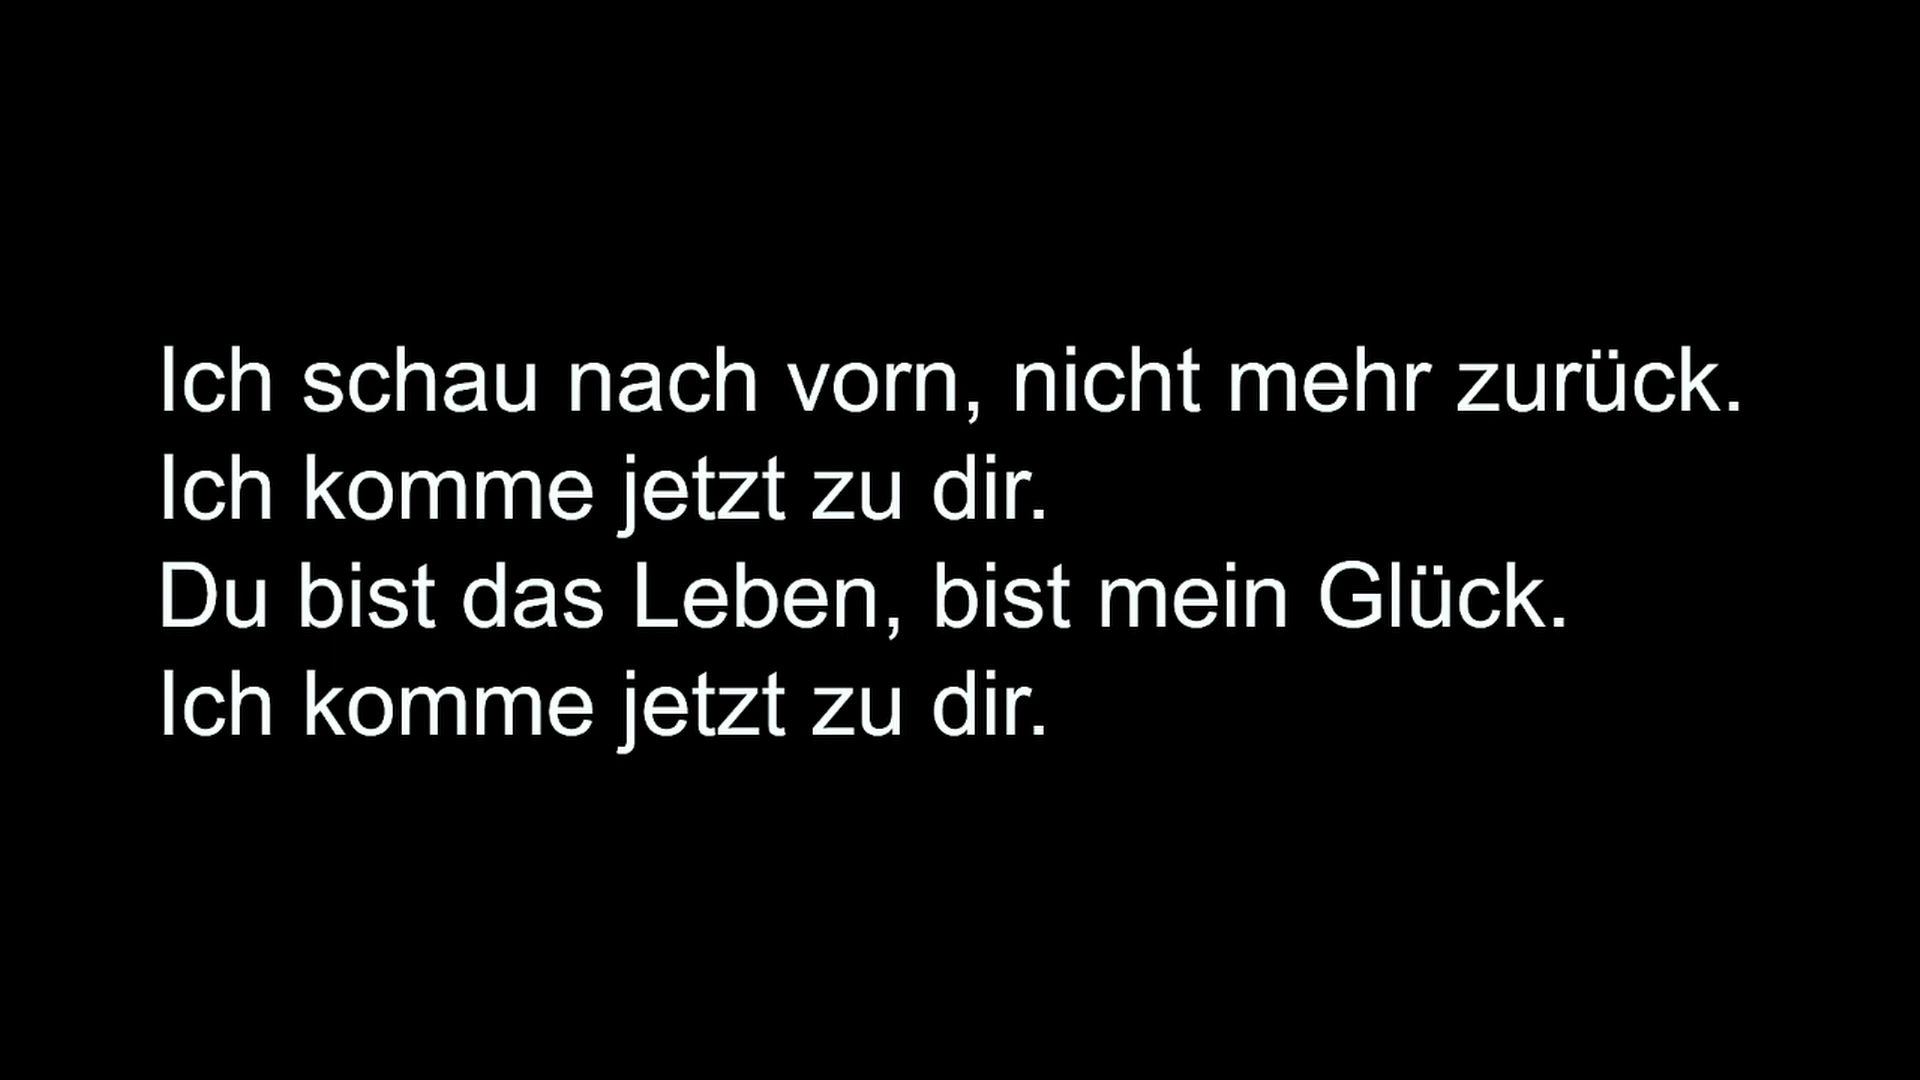 Ich schau nach vorn, nicht mehr zurück.
Ich komme jetzt zu dir.
Du bist das Leben, bist mein Glück.
Ich komme jetzt zu dir.